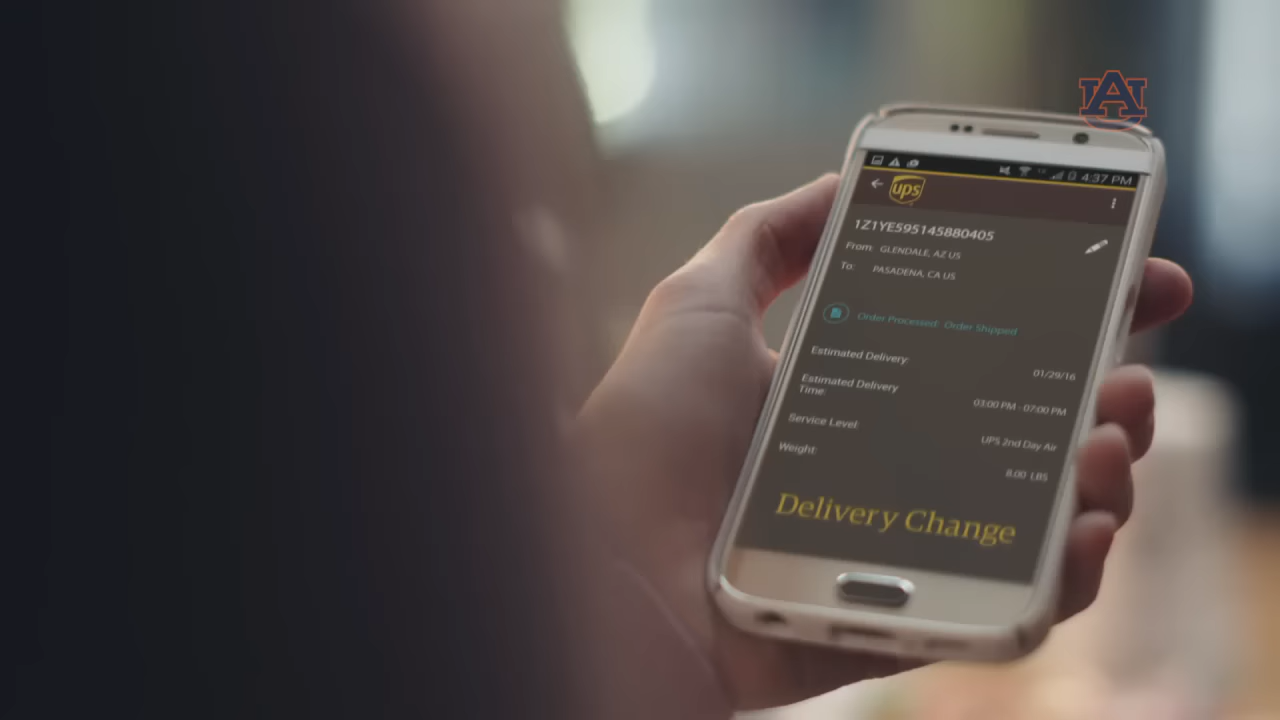 AU
4:37 PM
ups
1Z1YE595145880405
From: GLENDALE, AZ US
To: PASADENA, CA US
Order Processed: Order Shipped
Estimated Delivery: 01/29/16
Estimated Delivery Time: 03:00 PM - 07:00 PM
Service Level: UPS 2nd Day Air
Weight: 8.00 LBS
Delivery Change